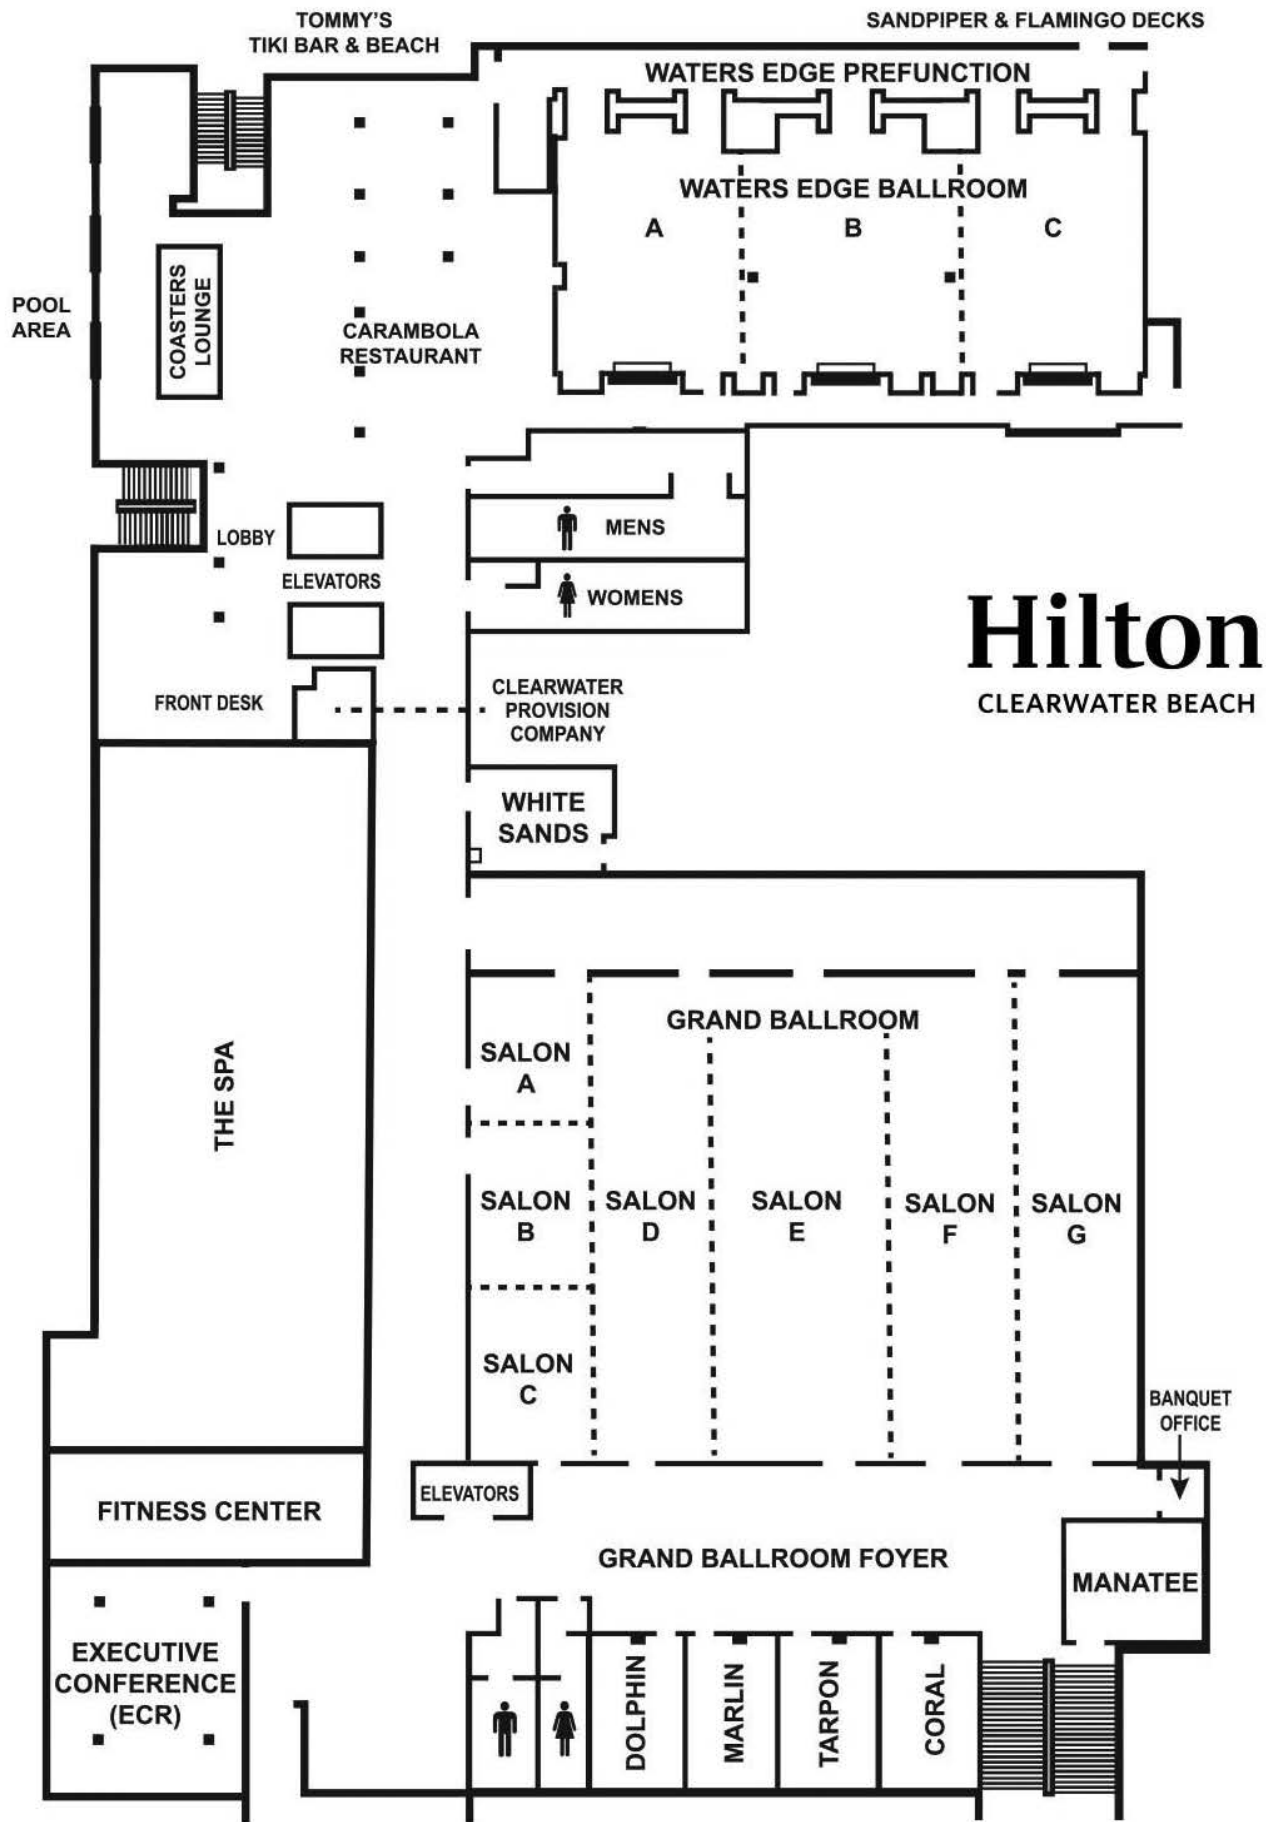 TOMMY'S
TIKI BAR & BEACH
SANDPIPER & FLAMINGO DECKS
WATERS EDGE PREFUNCTION
WATERS EDGE BALLROOM
A
B
C
POOL
AREA
COASTERS
LOUNGE
CARAMBOLA
RESTAURANT
LOBBY
MENS
ELEVATORS
WOMENS
Hilton
CLEARWATER BEACH
FRONT DESK
CLEARWATER
PROVISION
COMPANY
WHITE
SANDS
GRAND BALLROOM
THE SPA
SALON
A
SALON
B
SALON
C
SALON
D
SALON
E
SALON
F
SALON
G
BANQUET
OFFICE
ELEVATORS
FITNESS CENTER
GRAND BALLROOM FOYER
MANATEE
EXECUTIVE
CONFERENCE
(ECR)
DOLPHIN
MARLIN
TARPON
CORAL